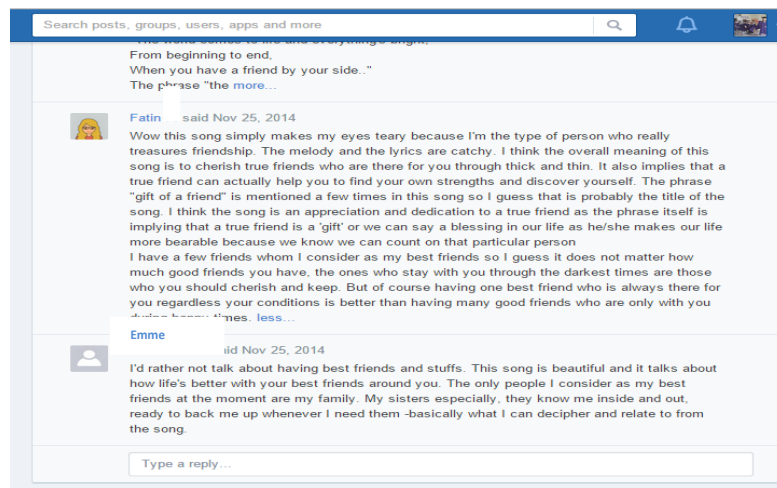 Search posts, groups, users, apps and more
"The world comes to life and everything's bright,
From beginning to end,
When you have a friend by your side.."
The phrase "the more...
Fatin said Nov 25, 2014
Wow this song simply makes my eyes teary because I'm the type of person who really
treasures friendship. The melody and the lyrics are catchy. I think the overall meaning of this
song is to cherish true friends who are there for you through thick and thin. It also implies that a
true friend can actually help you to find your own strengths and discover yourself. The phrase
"gift of a friend" is mentioned a few times in this song so I guess that is probably the title of the
song. I think the song is an appreciation and dedication to a true friend as the phrase itself is
implying that a true friend is a 'gift' or we can say a blessing in our life as he/she makes our life
more bearable because we know we can count on that particular person
I have a few friends whom I consider as my best friends so I guess it does not matter how
much good friends you have, the ones who stay with you through the darkest times are those
who you should cherish and keep. But of course having one best friend who is always there for
you regardless your conditions is better than having many good friends who are only with you
during happy times. less...
Emme
Nov 25, 2014
I'd rather not talk about having best friends and stuffs. This song is beautiful and it talks about
how life's better with your best friends around you. The only people I consider as my best
friends at the moment are my family. My sisters especially, they know me inside and out,
ready to back me up whenever I need them -basically what I can decipher and relate to from
the song.
Type a reply...